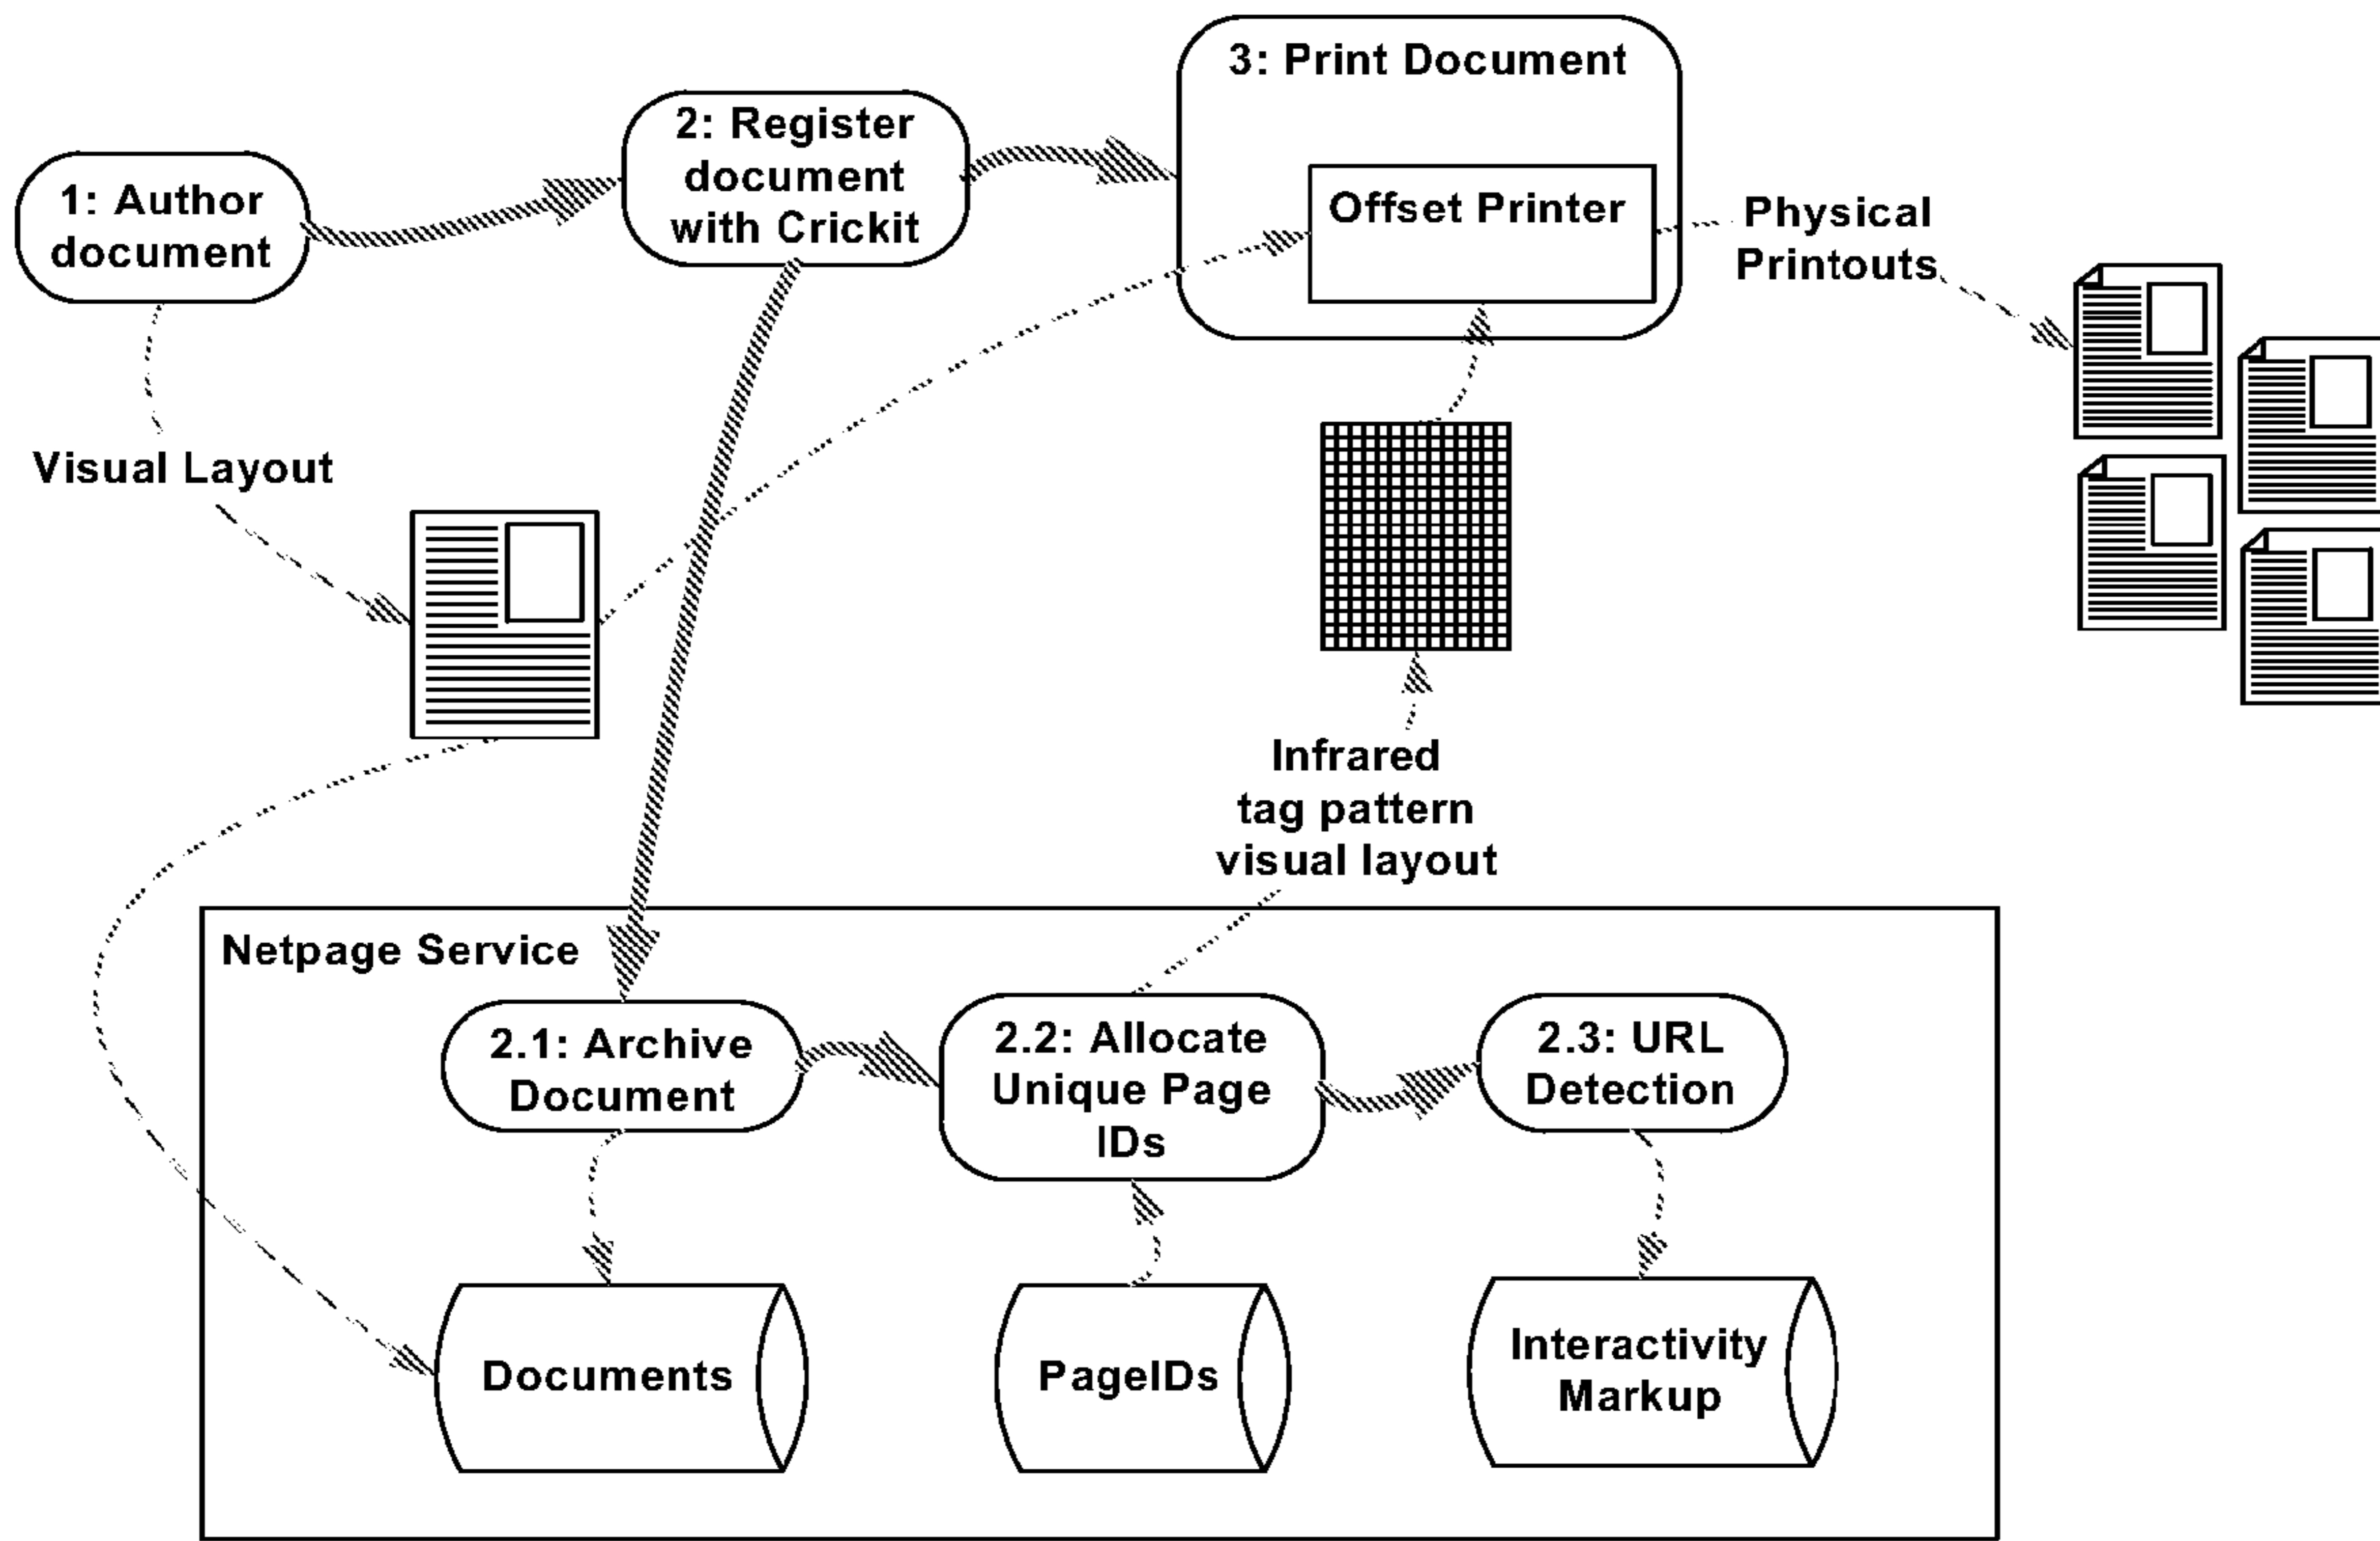 3: Print Document
2: Register
document
with Crickit
1: Author
document
Offset Printer
Physical
Printouts
Visual Layout
Infrared
tag pattern
visual layout
Netpage Service
2.1: Archive
Document
2.2: Allocate
Unique Page
IDs
2.3: URL
Detection
Documents
PageIDs
Interactivity
Markup